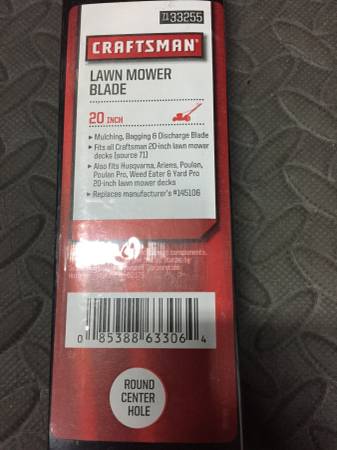 71 33255
CRAFTSMAN®
LAWN MOWER
BLADE
20 INCH
▸ Mulching, Bagging & Discharge Blade
▸ Fits all Craftsman 20-inch lawn mower
decks (source 71)
▸ Also fits Husqvarna, Ariens, Poulan,
Poulan Pro, Weed Eater & Yard Pro
20-inch lawn mower decks
▸ Replaces manufacturer's #145106
components.
0 85388 63306 4
ROUND
CENTER
HOLE